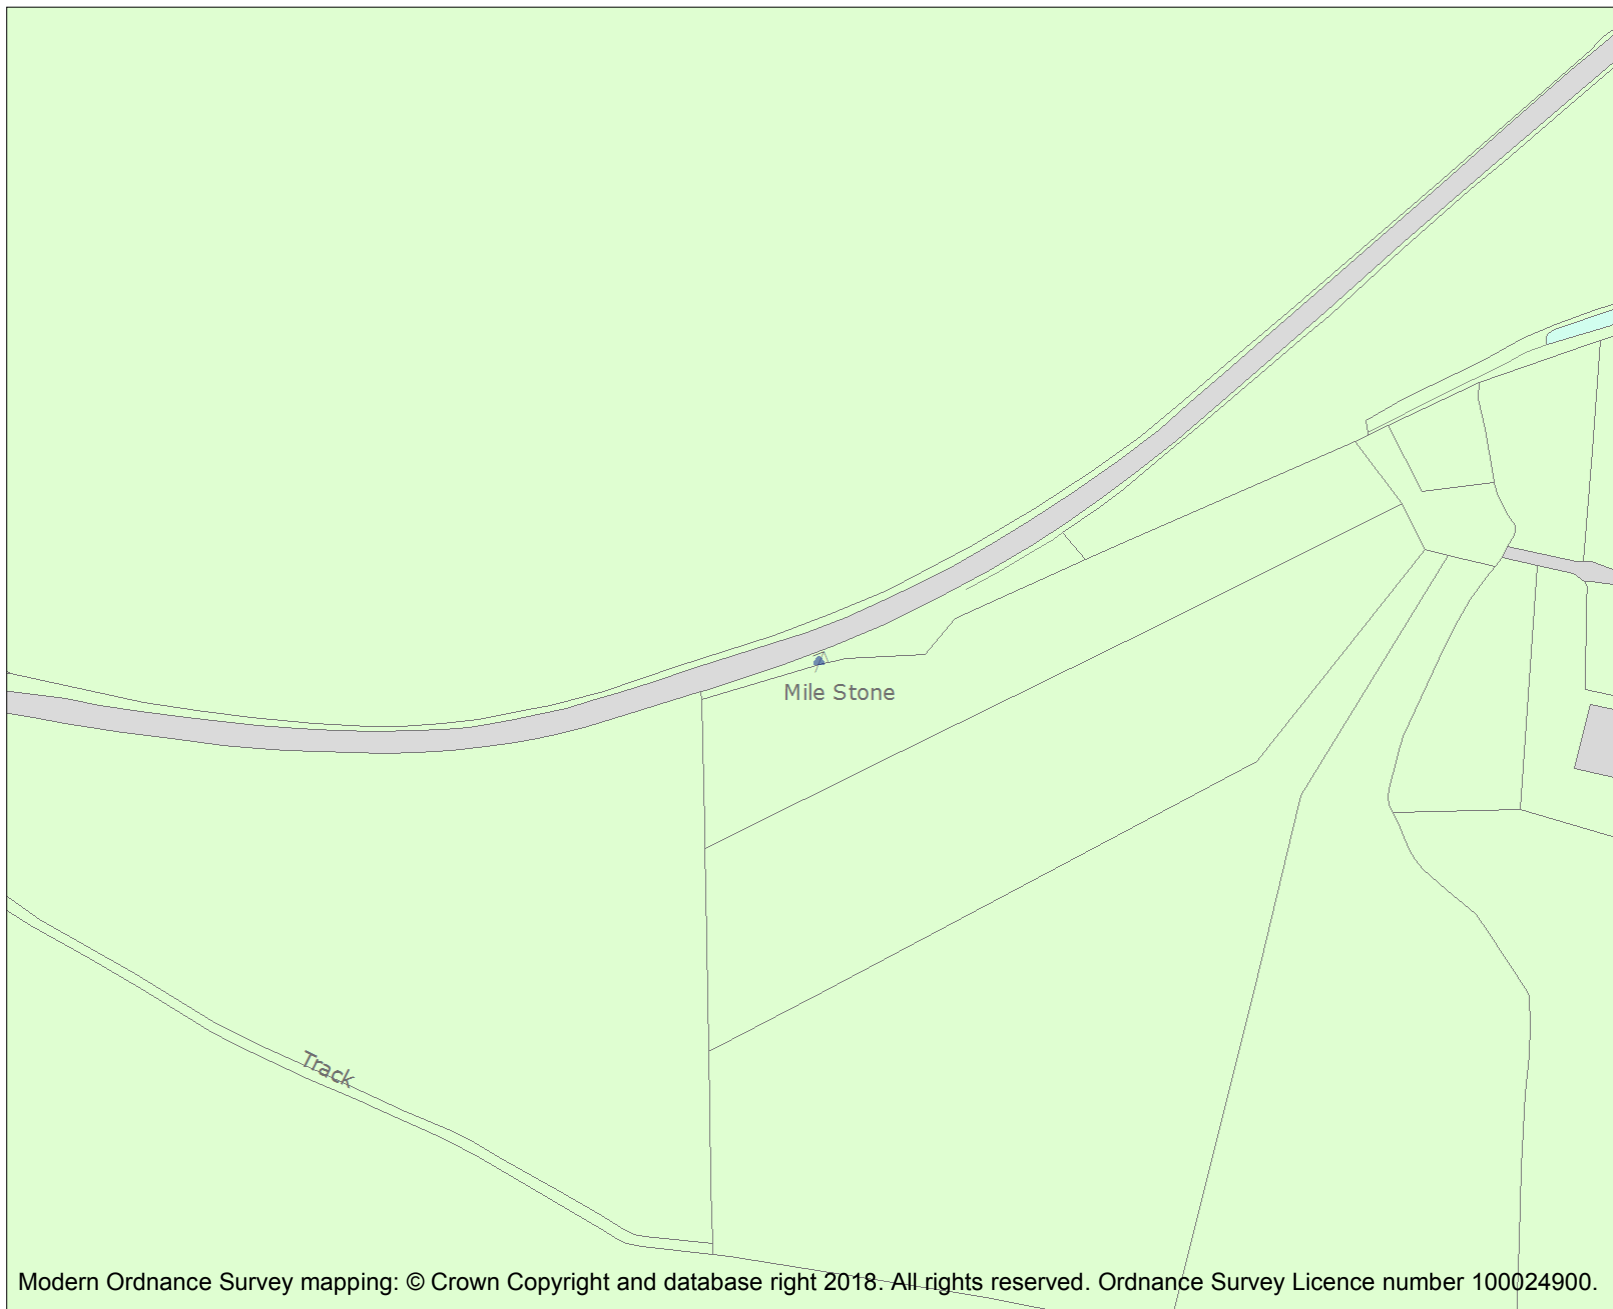 Mile Stone
Track
Modern Ordnance Survey mapping: © Crown Copyright and database right 2018. All rights reserved. Ordnance Survey Licence number 100024900.